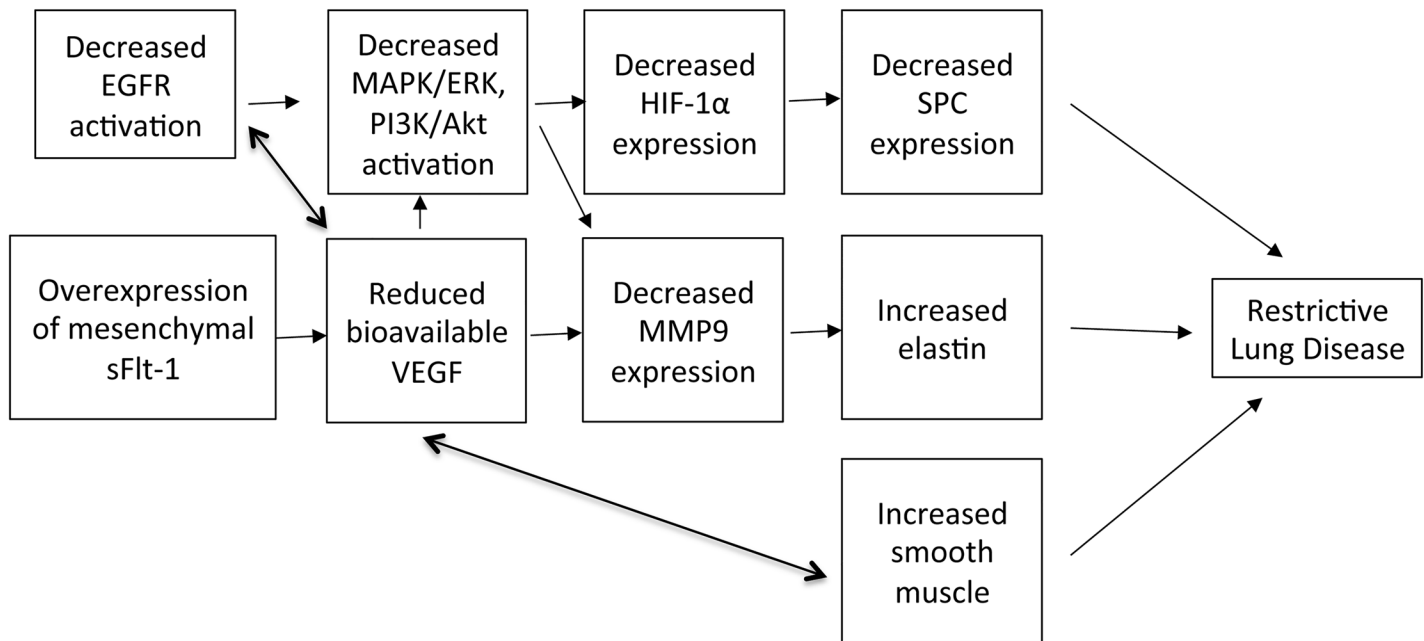 Decreased
EGFR
activation
Decreased
MAPK/ERK,
PI3K/Akt
activation
Decreased
HIF-1α
expression
Decreased
SPC
expression
Overexpression
of mesenchymal
sFlt-1
Reduced
bioavailable
VEGF
Decreased
MMP9
expression
Increased
elastin
Restrictive
Lung Disease
Increased
smooth
muscle